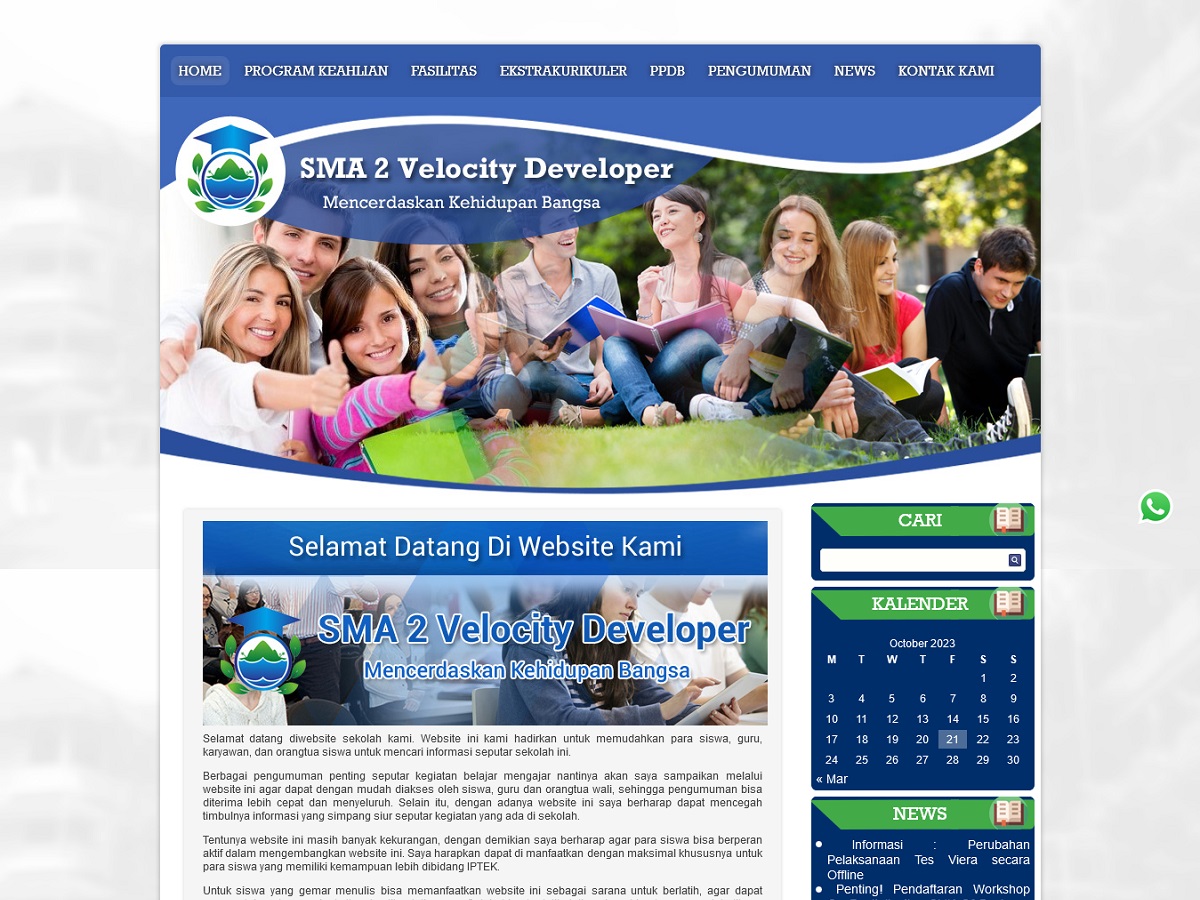 HOME PROGRAM KEAHLIAN FASILITAS EKSTRAKURIKULER PPDB PENGUMUMAN NEWS KONTAK KAMI
SMA 2 Velocity Developer
Mencerdaskan Kehidupan Bangsa
Selamat Datang Di Website Kami
SMA 2 Velocity Developer
Mencerdaskan Kehidupan Bangsa
Selamat datang diwebsite sekolah kami. Website ini kami hadirkan untuk memudahkan para siswa, guru,
karyawan, dan orangtua siswa untuk mencari informasi seputar sekolah ini.
Berbagai pengumuman penting seputar kegiatan belajar mengajar nantinya akan saya sampaikan melalui
website ini agar dapat dengan mudah diakses oleh siswa, guru dan orangtua wali, sehingga pengumuman bisa
diterima lebih cepat dan menyeluruh. Selain itu, dengan adanya website ini saya berharap dapat mencegah
timbulnya informasi yang simpang siur seputar kegiatan yang ada di sekolah.
Tentunya website ini masih banyak kekurangan, dengan demikian saya berharap agar para siswa bisa berperan
aktif dalam mengembangkan website ini. Saya harapkan dapat di manfaatkan dengan maksimal khususnya untuk
para siswa yang memiliki kemampuan lebih dibidang IPTEK.
Untuk siswa yang gemar menulis bisa memanfaatkan website ini sebagai sarana untuk berlatih, agar dapat
CARI
KALENDER
October 2023
M T W T F S S
1 2
3 4 5 6 7 8 9
10 11 12 13 14 15 16
17 18 19 20 21 22 23
24 25 26 27 28 29 30
« Mar
NEWS
Informasi : Perubahan
Pelaksanaan Tes Viera secara
Offline
Penting! Pendaftaran Workshop